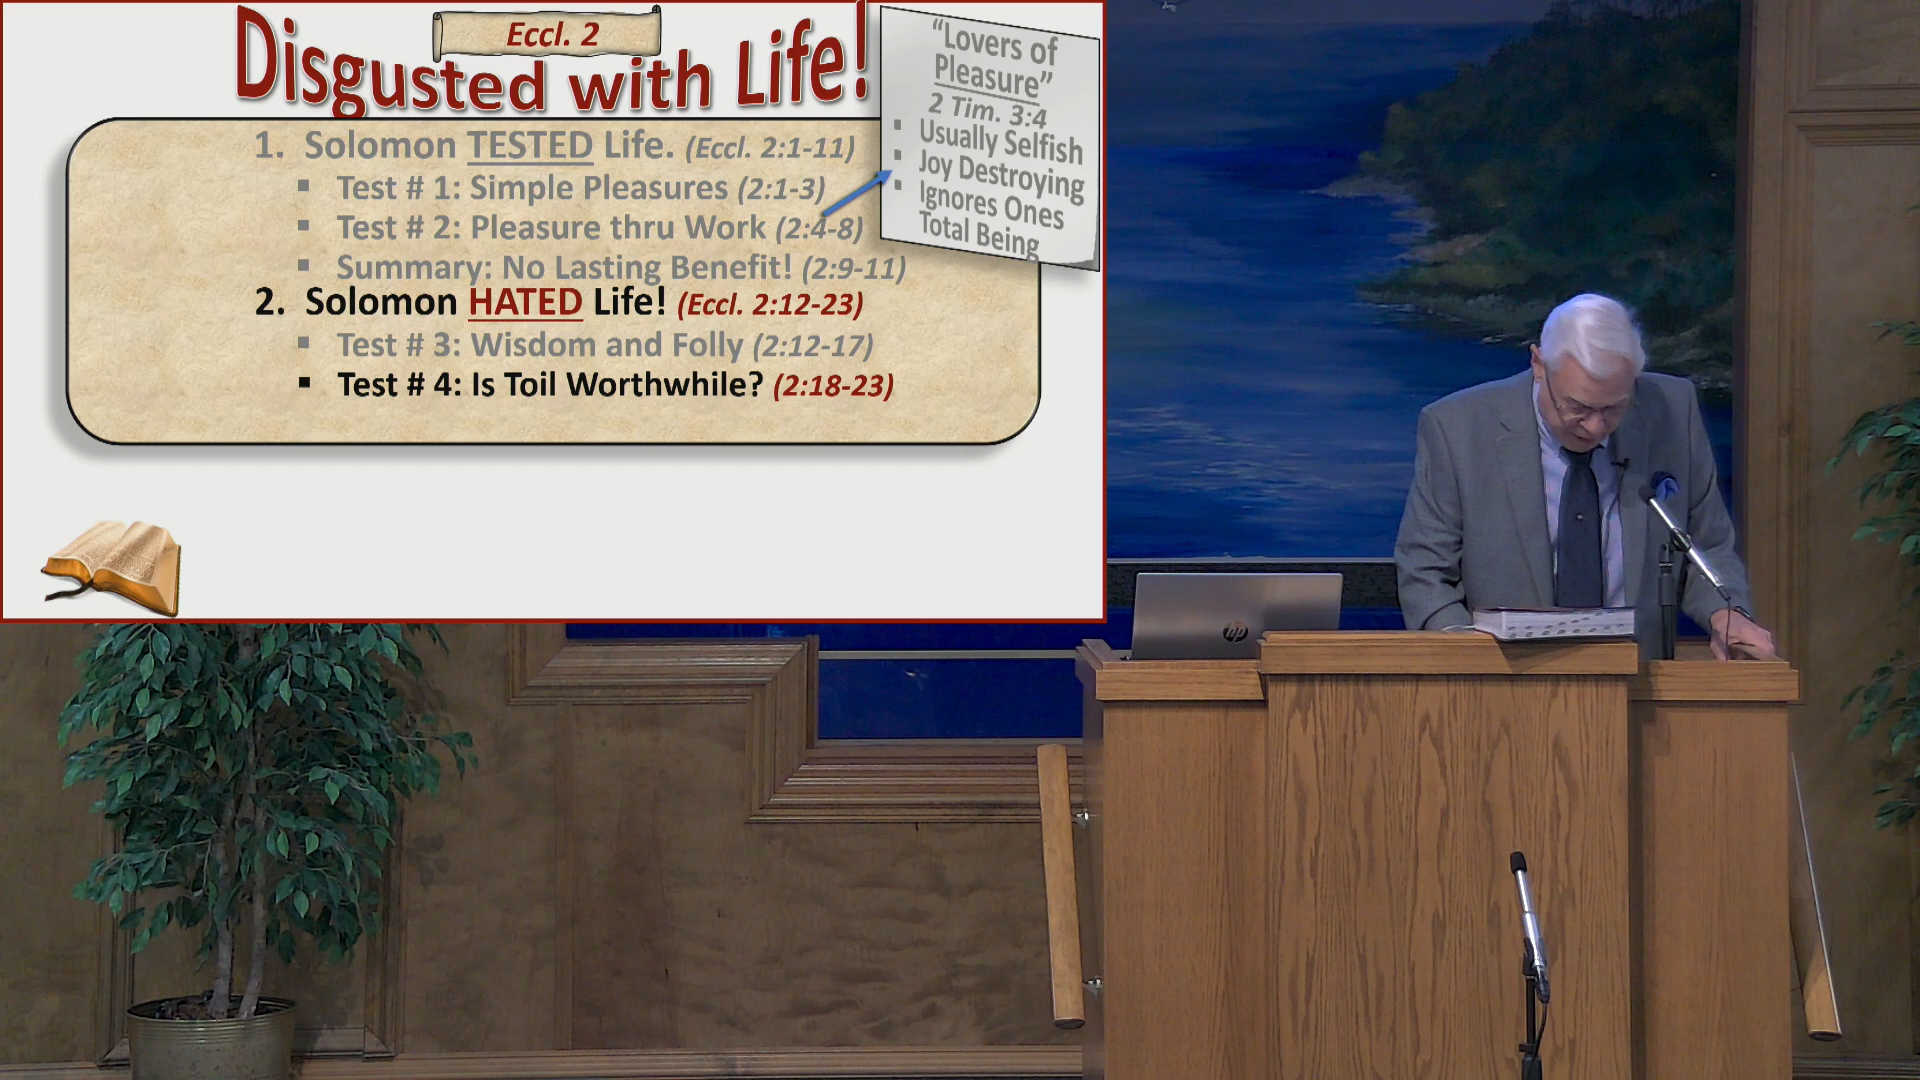 Eccl. 2
Disgusted with Life!
1. Solomon TESTED Life. (Eccl. 2:1-11)
▪ Test # 1: Simple Pleasures (2:1-3)
▪ Test # 2: Pleasure thru Work (2:4-8)
▪ Summary: No Lasting Benefit! (2:9-11)
2. Solomon HATED Life! (Eccl. 2:12-23)
▪ Test # 3: Wisdom and Folly (2:12-17)
▪ Test # 4: Is Toil Worthwhile? (2:18-23)
“Lovers of
Pleasure”
2 Tim. 3:4
▪ Usually Selfish
▪ Joy Destroying
▪ Ignores Ones
Total Being
hp